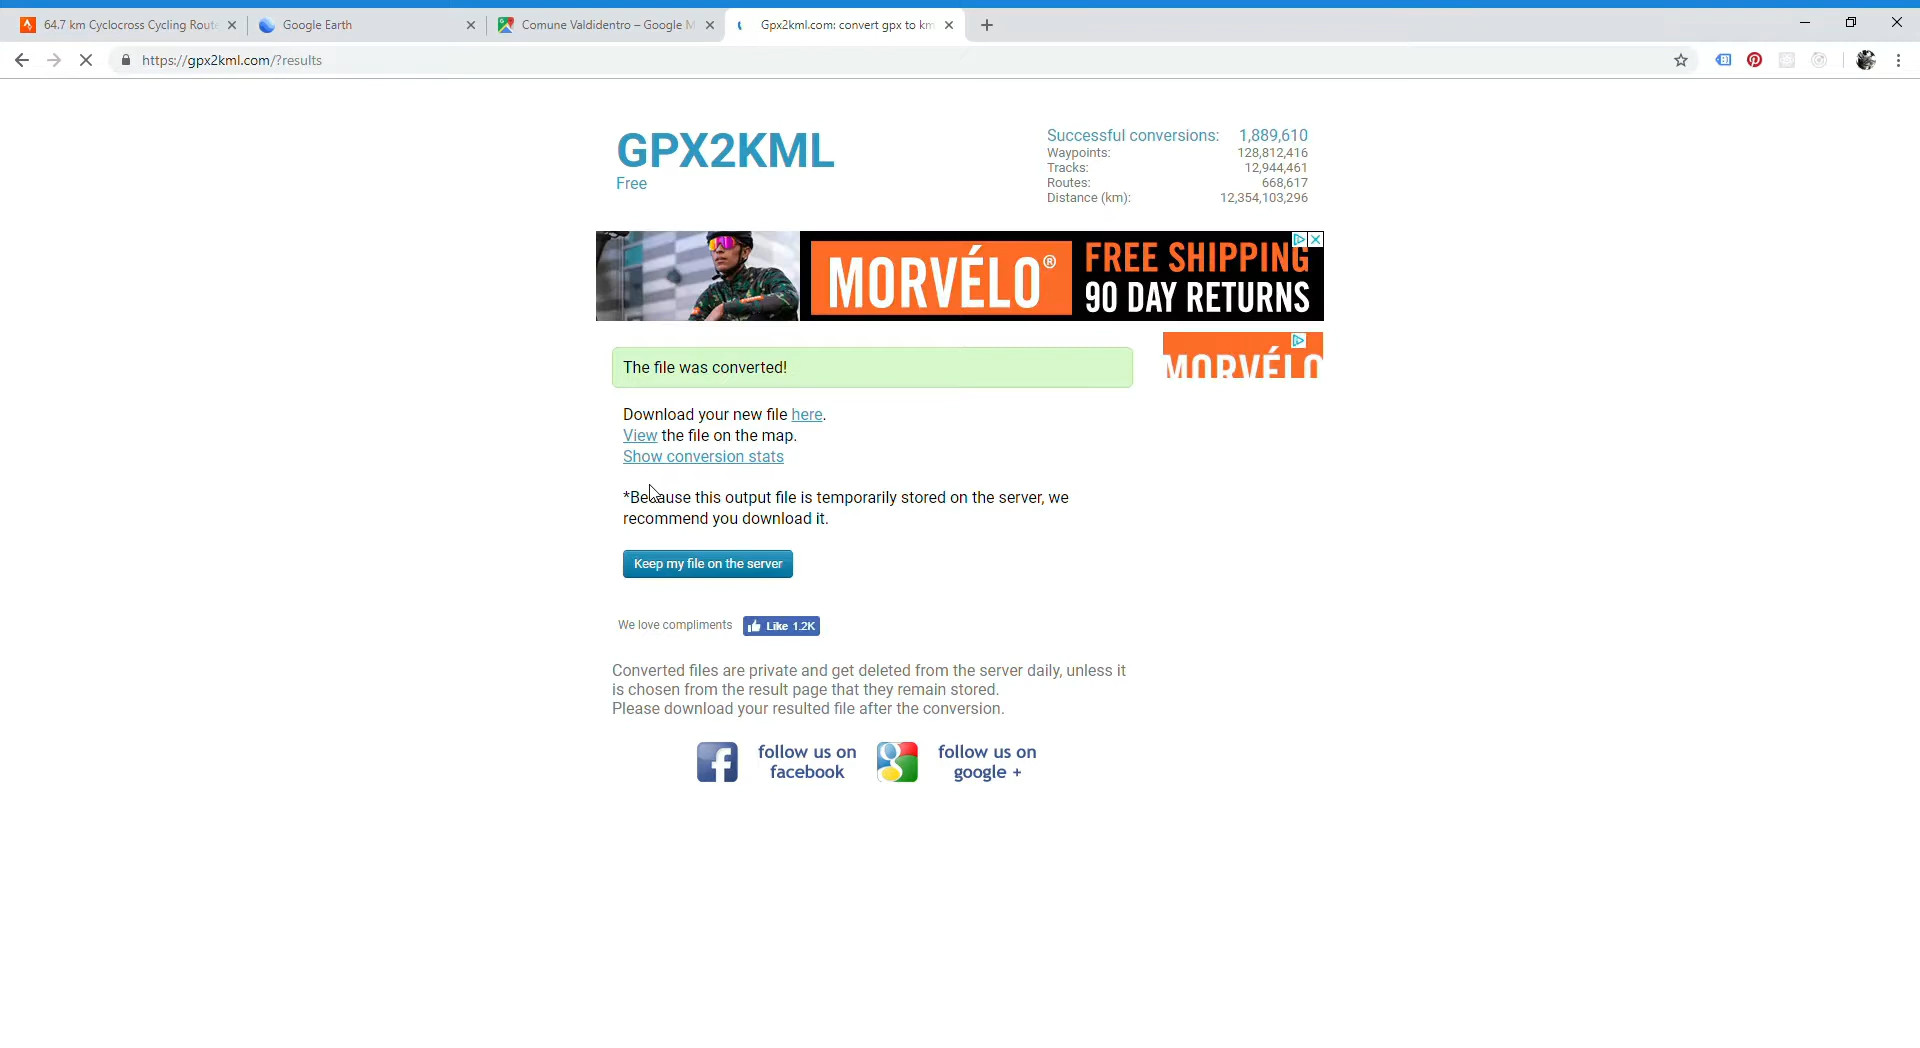 64.7 km Cyclocross Cycling Route
Google Earth
Comune Valdidentro – Google M
Gpx2kml.com: convert gpx to km
https://gpx2kml.com/?results
GPX2KML
Free
Successful conversions: 1,889,610
Waypoints: 128,812,416
Tracks: 12,944,461
Routes: 668,617
Distance (km): 12,354,103,296
MORVÉLO®
FREE SHIPPING
90 DAY RETURNS
MORVÉLO
The file was converted!
Download your new file here.
View the file on the map.
Show conversion stats
*Because this output file is temporarily stored on the server, we
recommend you download it.
Keep my file on the server
We love compliments
Like 1.2K
Converted files are private and get deleted from the server daily, unless it
is chosen from the result page that they remain stored.
Please download your resulted file after the conversion.
follow us on
facebook
follow us on
google +